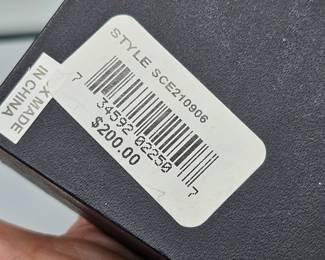 STYLE SCE210906
7 34592 02250 7
$200.00
X MADE
IN CHINA